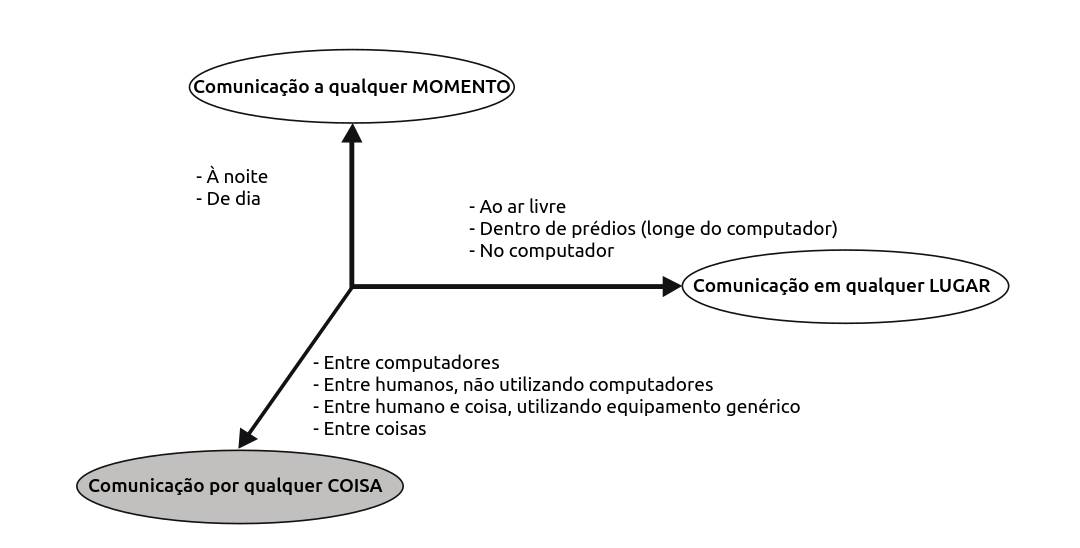 Comunicação a qualquer MOMENTO
- À noite
- De dia
- Ao ar livre
- Dentro de prédios (longe do computador)
- No computador
Comunicação em qualquer LUGAR
- Entre computadores
- Entre humanos, não utilizando computadores
- Entre humano e coisa, utilizando equipamento genérico
- Entre coisas
Comunicação por qualquer COISA